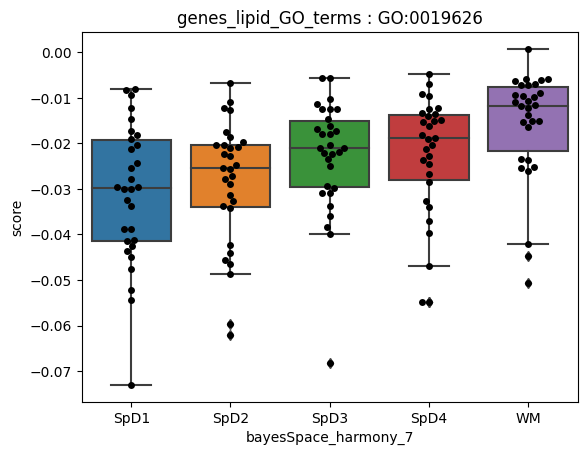 genes_lipid_GO_terms : GO:0019626
0.00
−0.01
−0.02
−0.03
−0.04
−0.05
−0.06
−0.07
score
SpD1 SpD2 SpD3 SpD4 WM
bayesSpace_harmony_7